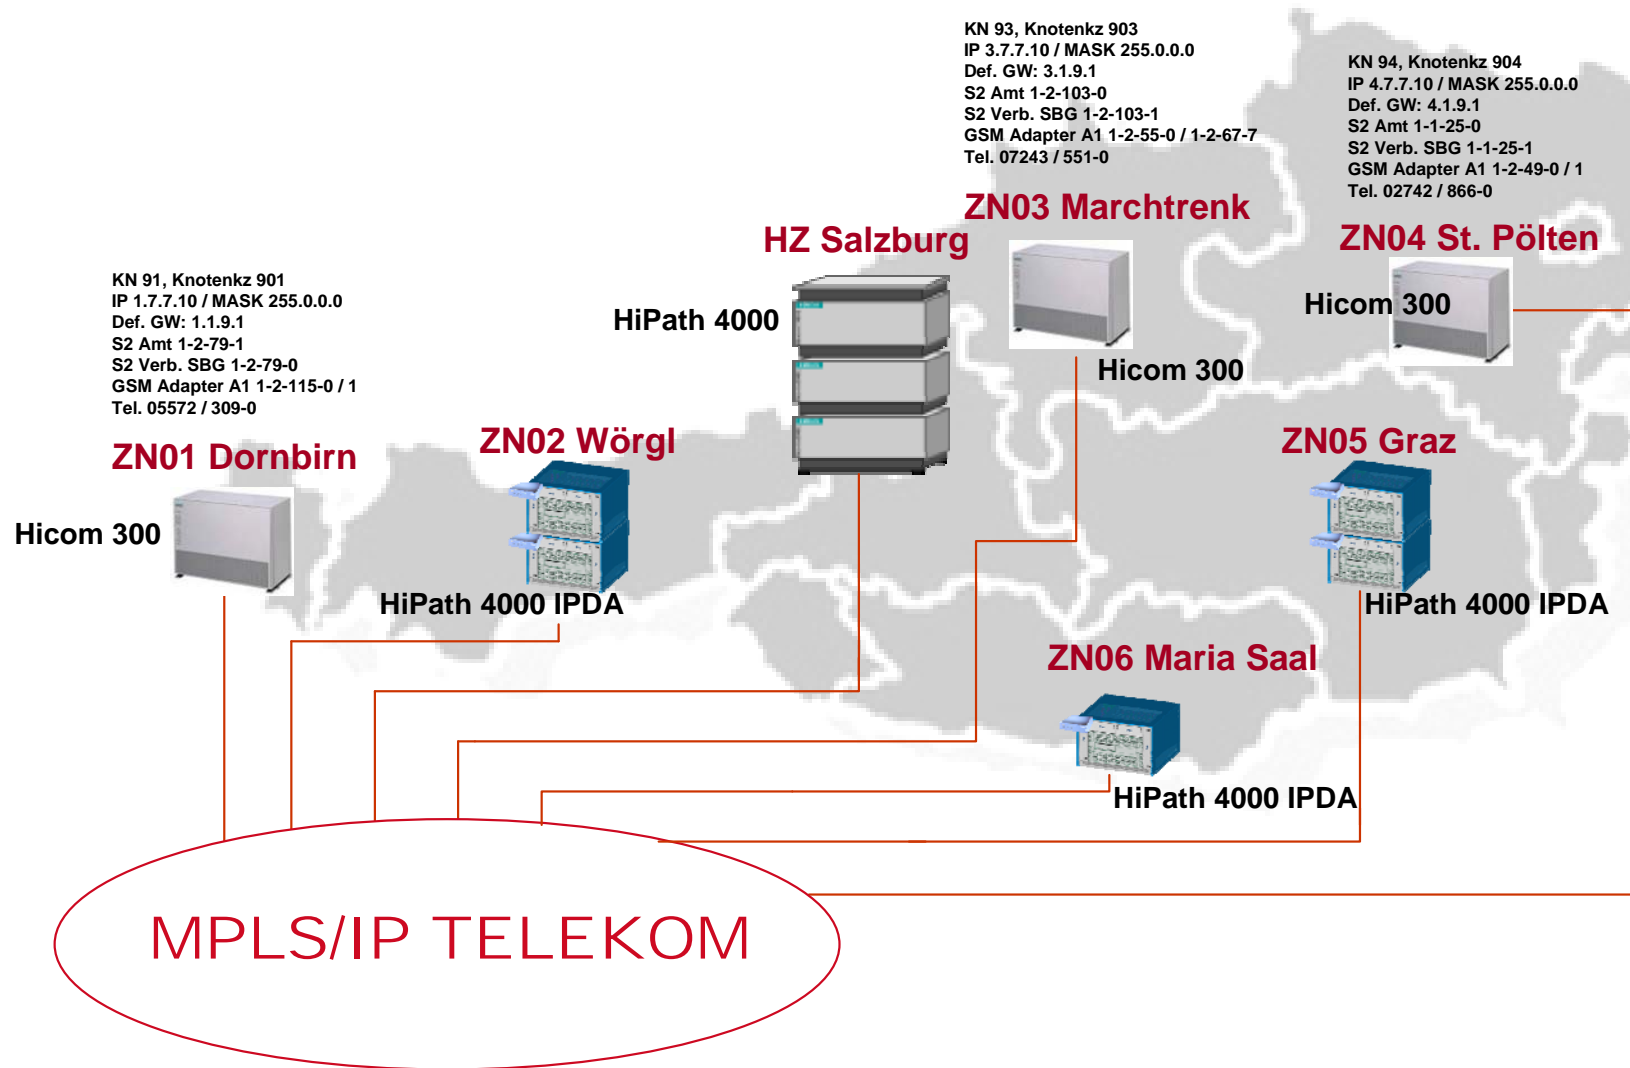 KN 93, Knotenkz 903
IP 3.7.7.10 / MASK 255.0.0.0
Def. GW: 3.1.9.1
S2 Amt 1-2-103-0
S2 Verb. SBG 1-2-103-1
GSM Adapter A1 1-2-55-0 / 1-2-67-7
Tel. 07243 / 551-0
KN 94, Knotenkz 904
IP 4.7.7.10 / MASK 255.0.0.0
Def. GW: 4.1.9.1
S2 Amt 1-1-25-0
S2 Verb. SBG 1-1-25-1
GSM Adapter A1 1-2-49-0 / 1
Tel. 02742 / 866-0
ZN03 Marchtrenk
HZ Salzburg
ZN04 St. Pölten
KN 91, Knotenkz 901
IP 1.7.7.10 / MASK 255.0.0.0
Def. GW: 1.1.9.1
S2 Amt 1-2-79-1
S2 Verb. SBG 1-2-79-0
GSM Adapter A1 1-2-115-0 / 1
Tel. 05572 / 309-0
HiPath 4000
Hicom 300
Hicom 300
ZN01 Dornbirn
ZN02 Wörgl
ZN05 Graz
Hicom 300
HiPath 4000 IPDA
HiPath 4000 IPDA
ZN06 Maria Saal
HiPath 4000 IPDA
MPLS/IP TELEKOM